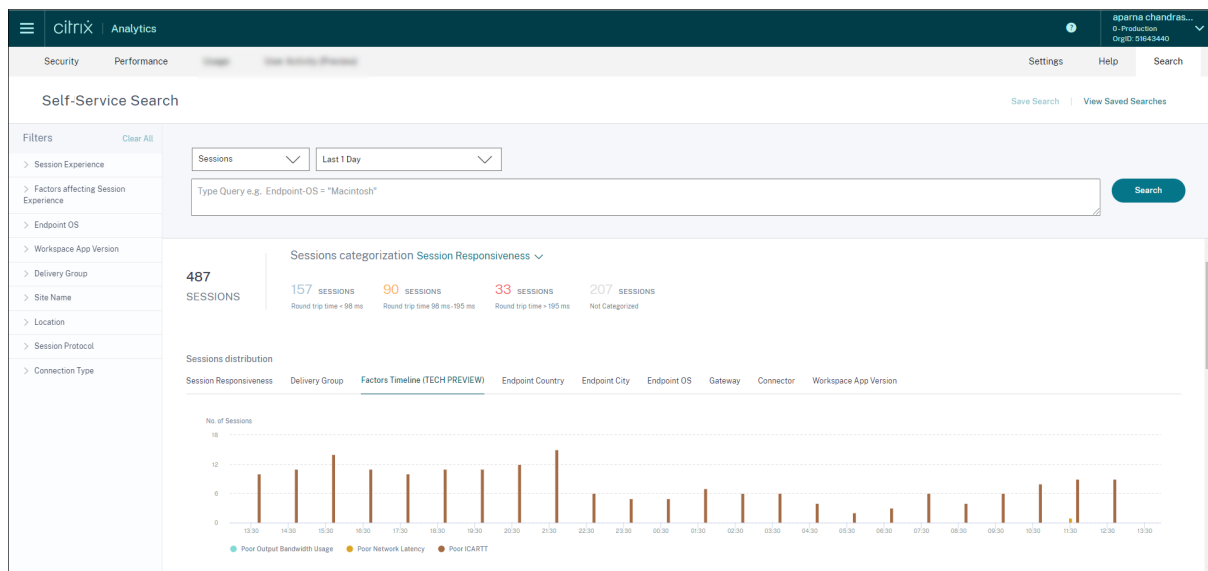 citrix | Analytics
?
aparna chandras...
0-Production
OrgID: 51643440
Security Performance
Settings Help Search
Self-Service Search
Save Search | View Saved Searches
Filters Clear All
Session Experience
Factors affecting Session
Experience
Endpoint OS
Workspace App Version
Delivery Group
Site Name
Location
Session Protocol
Connection Type
Sessions
Last 1 Day
Type Query e.g. Endpoint-OS = "Macintosh"
Search
487
SESSIONS
Sessions categorization Session Responsiveness
157 SESSIONS
Round trip time < 98 ms
90 SESSIONS
Round trip time 98 ms-195 ms
33 SESSIONS
Round trip time > 195 ms
207 SESSIONS
Not Categorized
Sessions distribution
Session Responsiveness Delivery Group Factors Timeline (TECH PREVIEW) Endpoint Country Endpoint City Endpoint OS Gateway Connector Workspace App Version
No. of Sessions
18
12
6
0
13:30 14:30 15:30 16:30 17:30 18:30 19:30 20:30 21:30 22:30 23:30 00:30 01:30 02:30 03:30 04:30 05:30 06:30 07:30 08:30 09:30 10:30 11:30 12:30 13:30
Poor Output Bandwidth Usage Poor Network Latency Poor ICARTT